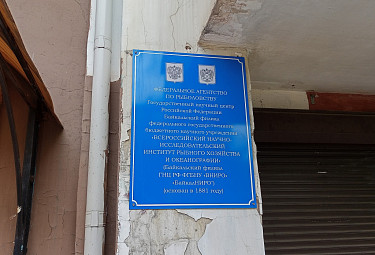 ФЕДЕРАЛЬНОЕ АГЕНТСТВО
ПО РЫБОЛОВСТВУ
Государственный научный центр
Российской Федерации
Байкальский филиал
федерального государственного
бюджетного научного учреждения
«ВСЕРОССИЙСКИЙ НАУЧНО-
ИССЛЕДОВАТЕЛЬСКИЙ
ИНСТИТУТ РЫБНОГО ХОЗЯЙСТВА
И ОКЕАНОГРАФИИ»
(Байкальский филиал
ГНЦ РФ ФГБНУ «ВНИРО»
«БайкалНИРО»)
(основан в 1981 году)